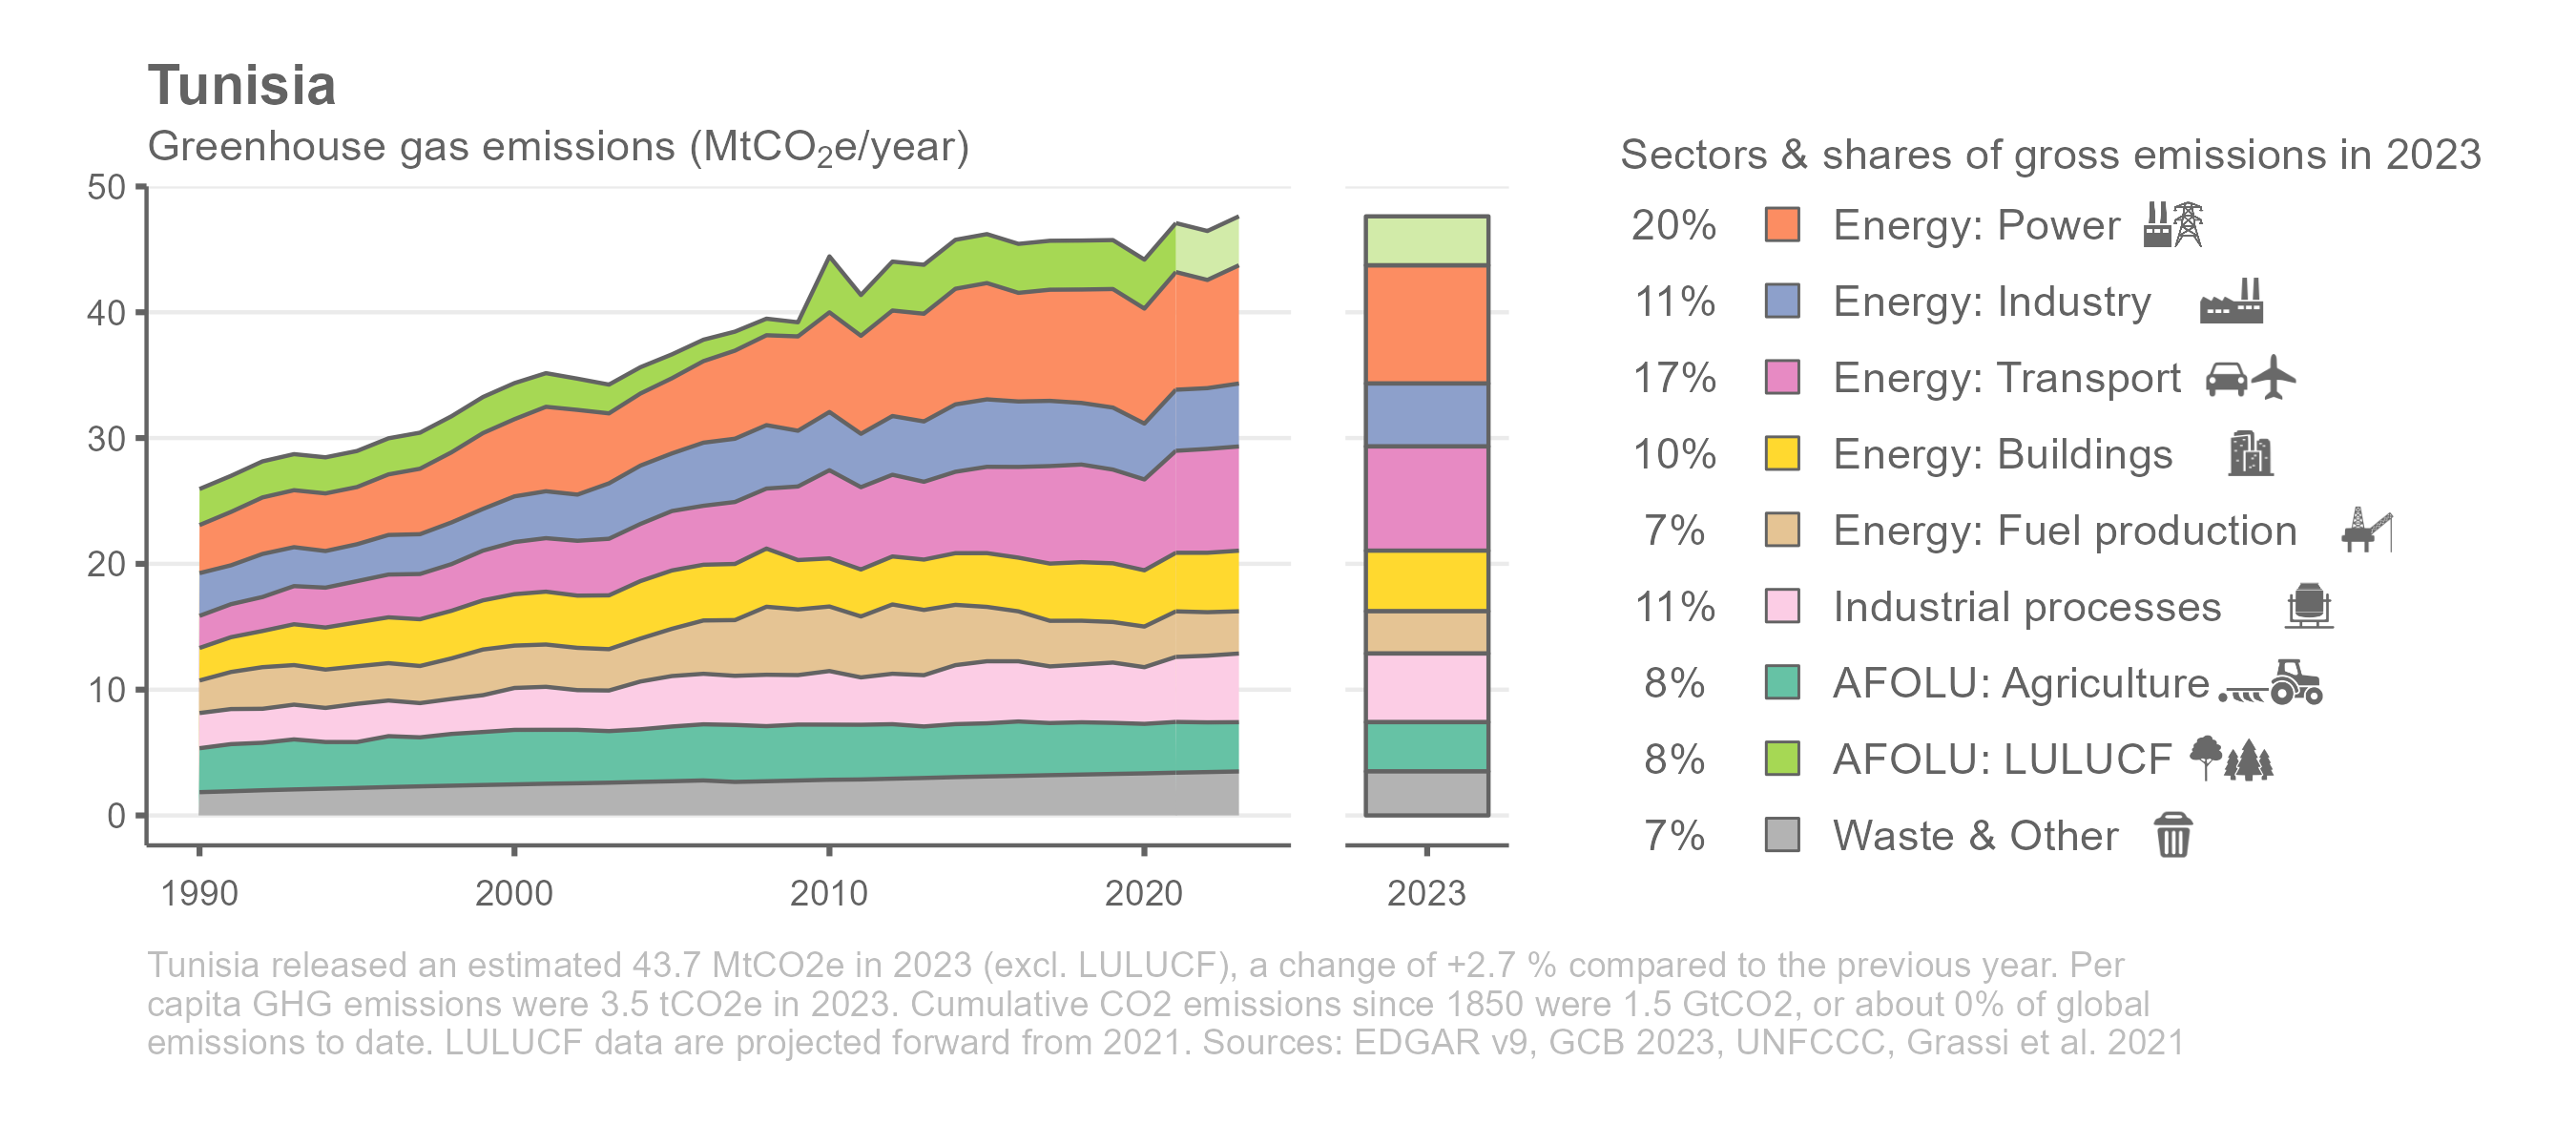 Tunisia
Greenhouse gas emissions (MtCO₂e/year)
50
40
30
20
10
0
1990
2000
2010
2020
2023
Sectors & shares of gross emissions in 2023
20% Energy: Power
11% Energy: Industry
17% Energy: Transport
10% Energy: Buildings
7% Energy: Fuel production
11% Industrial processes
8% AFOLU: Agriculture
8% AFOLU: LULUCF
7% Waste & Other
Tunisia released an estimated 43.7 MtCO2e in 2023 (excl. LULUCF), a change of +2.7 % compared to the previous year. Per
capita GHG emissions were 3.5 tCO2e in 2023. Cumulative CO2 emissions since 1850 were 1.5 GtCO2, or about 0% of global
emissions to date. LULUCF data are projected forward from 2021. Sources: EDGAR v9, GCB 2023, UNFCCC, Grassi et al. 2021